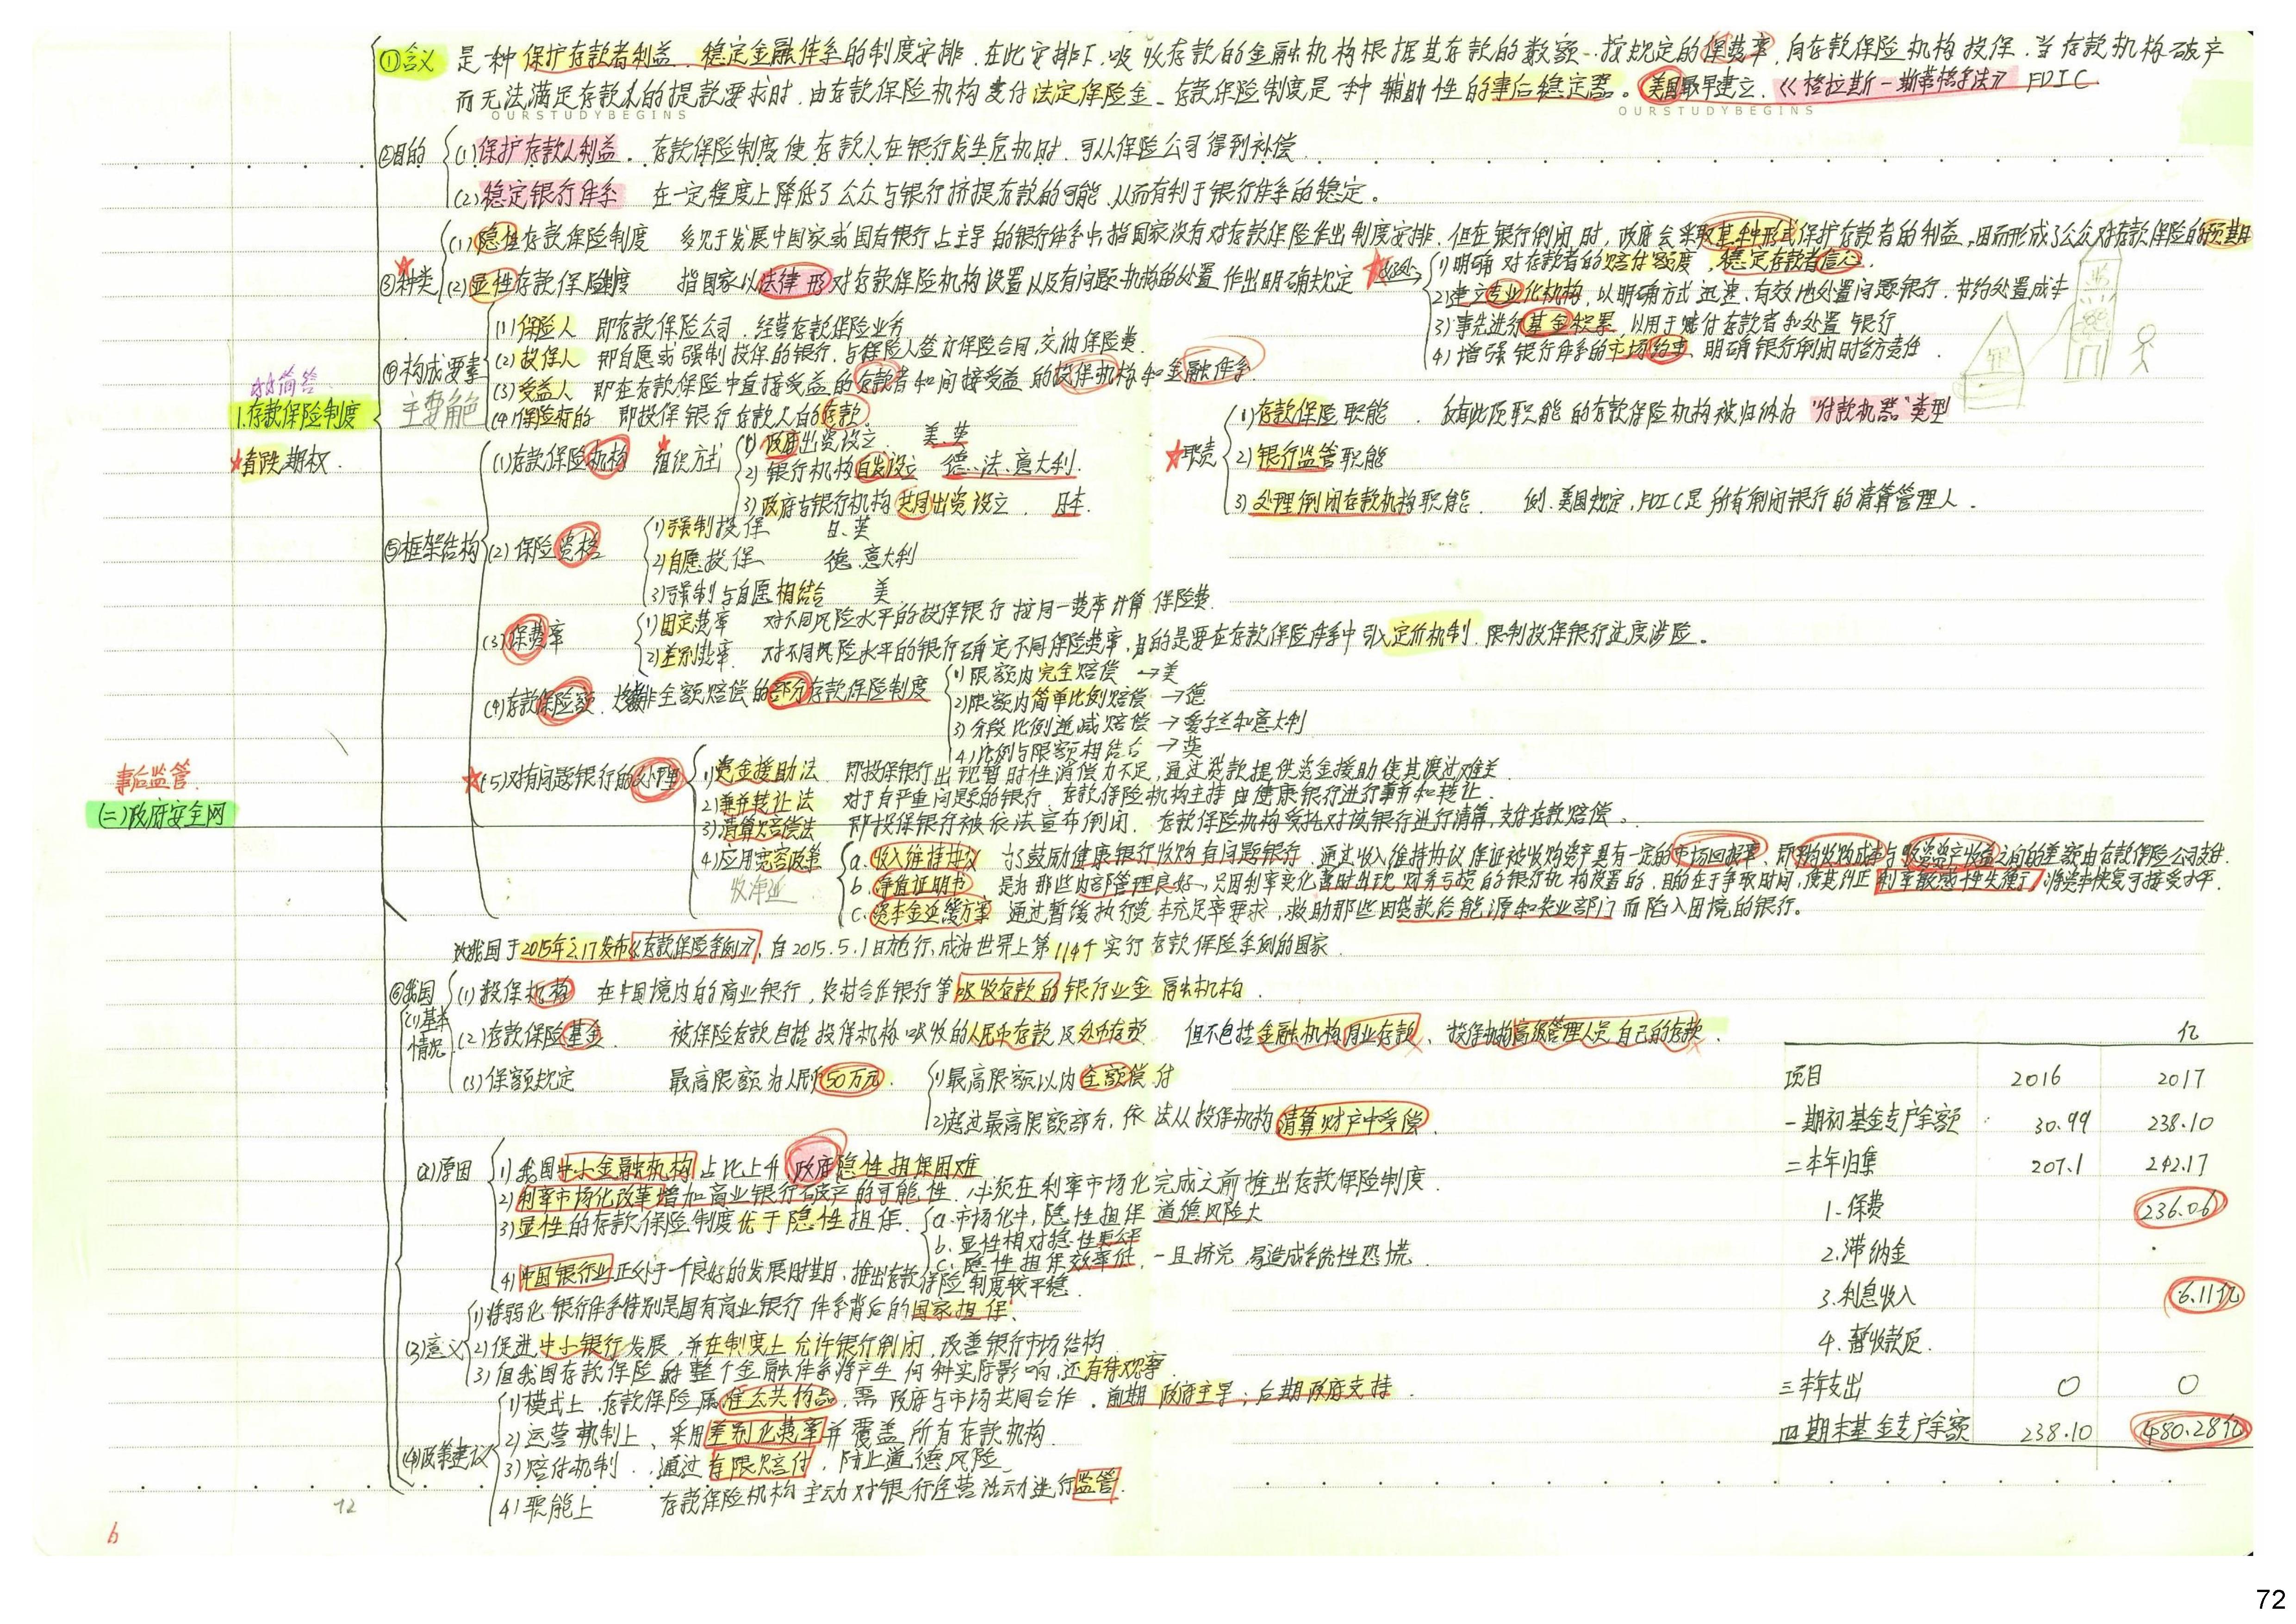 ①含义 是一种保护存款者利益、稳定金融体系的制度安排.在此安排下,吸收存款的金融机构根据其存款的数额.按规定的保费率,向存款保险机构投保.当存款机构破产
而无法满足存款人的提款要求时.由存款保险机构支付法定保险金.存款保险制度是一种辅助性的事后稳定器。美国最早建立.《格拉斯-斯蒂格尔法》 FDIC
OURSTUDYBEGINS OURSTUDYBEGINS
②目的 (1)保护存款人利益. 存款保险制度使存款人在银行发生危机时.可从保险公司得到补偿
(2)稳定银行体系 在一定程度上降低了公众与银行挤提存款的可能.从而有利于银行体系的稳定。
(1)隐性存款保险制度 多见于发展中国家或国有银行占主导的银行体系中,指国家没有对存款保险作出制度安排.但在银行倒闭时,政府会采取某种形式保护存款者的利益,因而形成了公众对存款保险的预期
③种类 (2)显性存款保险制度 指国家以法律形对存款保险机构设置以及有问题机构的处置作出明确规定
好处 1)明确对存款者的赔付额度,稳定存款者信心.
2)建立专业化机构,以明确方式迅速、有效地处置问题银行.节约处置成本
3)事先进行基金积累,以用于赔付存款者和处置银行
4)增强银行体系的市场约束,明确银行倒闭时各方责任.
④构成要素 主要角色
(1)保险人 即存款保险公司.经营存款保险业务
(2)投保人 即自愿或强制投保的银行.与保险人签订保险合同,交纳保险费.
(3)受益人 即在存款保险中直接受益的存款者和间接受益的投保机构和金融体系.
(4)保险标的 即投保银行存款人的存款.
简答
1.存款保险制度
看跌期权.
职责 1)存款保险职能. 仅有此项职能的存款保险机构被归纳为"付款机器"类型
2)银行监管职能
3)处理倒闭存款机构职能. 例.美国规定,FDIC是所有倒闭银行的清算管理人.
⑤框架结构
(1)存款保险机构 组织方式 1)政府出资设立. 美.英
2)银行机构自发设立 德、法、意大利.
3)政府与银行机构共同出资设立. 日本.
(2)保险资格 1)强制投保 日.英
2)自愿投保 德.意大利
3)强制与自愿相结合 美
(3)保费率 1)固定费率 对不同风险水平的投保银行按同一费率计算保险费.
2)差别费率. 对不同风险水平的银行确定不同保险费率,目的是要在存款保险体系中引入定价机制.限制投保银行过度涉险。
(4)存款保险额. 非全额赔偿的部分存款保险制度
1)限额内完全赔偿 →美
2)限额内简单比例赔偿 →德
3)分段比例递减赔偿 →爱尔兰和意大利
4)比例与限额相结合 →英
事后监管.
(二)政府安全网
(5)对有问题银行的处理 1)资金援助法 即投保银行出现暂时性清偿力不足,通过贷款提供资金援助使其渡过难关.
2)兼并转让法 对于有严重问题的银行,存款保险机构主持由健康银行进行兼并和转让.
3)清算赔偿法 即投保银行被依法宣布倒闭.存款保险机构受托对该银行进行清算,支付存款赔偿。
4)应用宽容政策 收净延
a.收入维持协议 为了鼓励健康银行收购有问题银行.通过收入维持协议保证被收购资产具有一定的市场回报率、即购收购成本与收资资产收益之间的差额由存款保险公司支付.
b.净值证明书. 是为那些内部管理良好一只因利率变化暂时出现财务亏损的银行机构设置的.目的在于争取时间,使其纠正利率敏感性失衡,将资本恢复可接受水平.
c.资本金延缓方案 通过暂缓执行资本充足率要求,救助那些因贷款给能源和农业部门而陷入困境的银行。
我国于2015年2.17发布《存款保险条例》,自2015.5.1日施行,成为世界上第114个实行存款保险条例的国家.
⑥我国 (1)基本情况
(1)投保机构 在中国境内的商业银行,农村合作银行等吸收存款的银行业金融机构.
(2)存款保险基金. 被保险存款包括投保机构吸收的人民币存款及外币存款 但不包括金融机构同业存款、投保机构高级管理人员自己的存款.
(3)保额规定 最高限额为人民币50万元. 1)最高限额以内全额偿付
2)超过最高限额部分,依法从投保机构清算财产中受偿.
(2)原因 1)我国中小金融机构占比上升,政府隐性担保困难
2)利率市场化改革增加商业银行破产的可能性.必须在利率市场化完成之前推出存款保险制度.
3)显性的存款保险制度优于隐性担保. a.市场化中,隐性担保道德风险大
b.显性相对隐性更公平
c.隐性担保效率低.一旦挤兑,易造成系统性恐慌.
4)中国银行业正处于一个良好的发展时期.推出存款保险制度较平稳.
(3)意义 1)将弱化银行体系特别是国有商业银行体系背后的国家担保.
2)促进中小银行发展,并在制度上允许银行倒闭,改善银行市场结构
3)但我国存款保险对整个金融体系将产生何种实际影响,还有待观察.
(4)政策建议 1)模式上.存款保险属准公共物品,需政府与市场共同合作.前期政府主导;后期政府支持.
2)运营机制上、采用差别化费率并覆盖所有存款机构.
3)赔付机制..通过有限赔付.防止道德风险
4)职能上 存款保险机构主动对银行经营活动进行监管.
亿
项目 2016 2017
一期初基金专户余额 30.99 238.10
二本年归集 207.1 242.17
1.保费 236.06
2.滞纳金
3.利息收入 6.11亿
4.暂收款项.
三本年支出 0 0
四期末基金专户余额 238.10 480.28亿
12
6
72